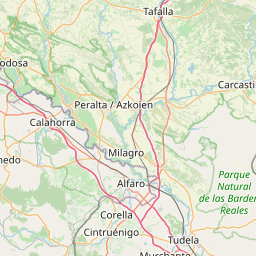 Tafalla
odosa
Carcasti
Peralta / Azkoien
Calahorra
Milagro
nedo
Alfaro
Parque
Natural
de las Barden
Reales
Corella
Cintruénigo
Tudela
Murchante